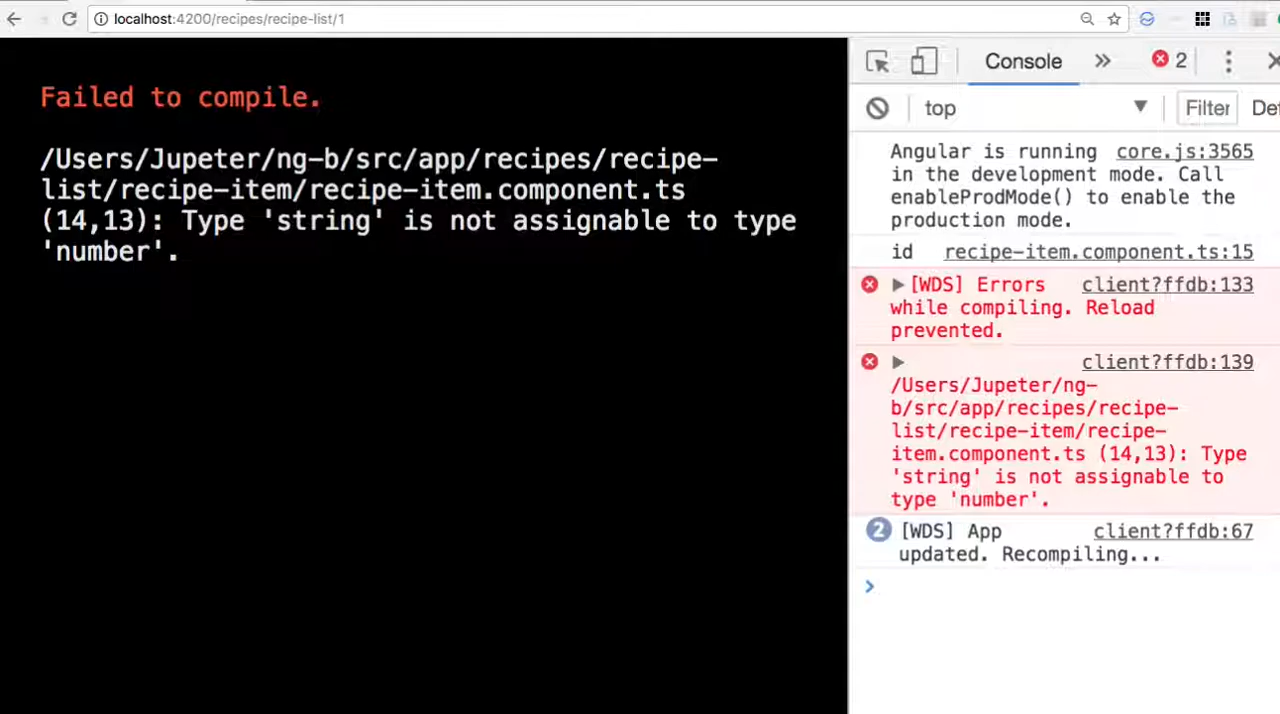 localhost:4200/recipes/recipe-list/1
Failed to compile.
/Users/Jupeter/ng-b/src/app/recipes/recipe-
list/recipe-item/recipe-item.component.ts
(14,13): Type 'string' is not assignable to type
'number'.
Console » 2
top Filter Def
Angular is running core.js:3565
in the development mode. Call
enableProdMode() to enable the
production mode.
id recipe-item.component.ts:15
[WDS] Errors client?ffdb:133
while compiling. Reload
prevented.
client?ffdb:139
/Users/Jupeter/ng-
b/src/app/recipes/recipe-
list/recipe-item/recipe-
item.component.ts (14,13): Type
'string' is not assignable to
type 'number'.
2 [WDS] App client?ffdb:67
updated. Recompiling...